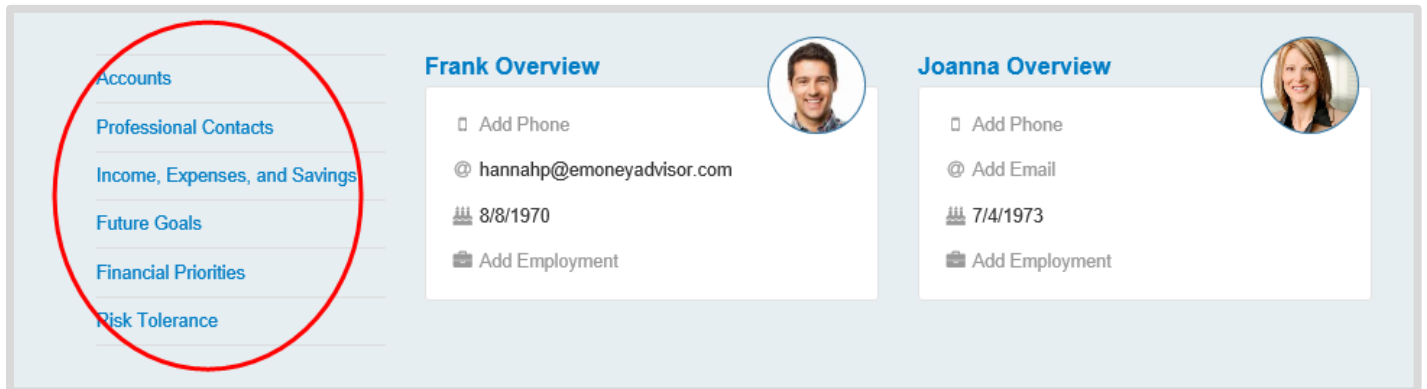 Accounts
Professional Contacts
Income, Expenses, and Savings
Future Goals
Financial Priorities
Risk Tolerance
Frank Overview
Add Phone
@ hannahp@emoneyadvisor.com
8/8/1970
Add Employment
Joanna Overview
Add Phone
@ Add Email
7/4/1973
Add Employment